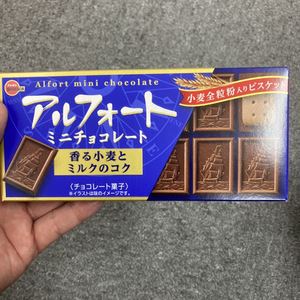 Alfort mini chocolate
小麦全粒粉入りビスケット
アルフォート
ミニチョコレート
香る小麦と
ミルクのコク
〈チョコレート菓子〉
※イラストは味のイメージです。